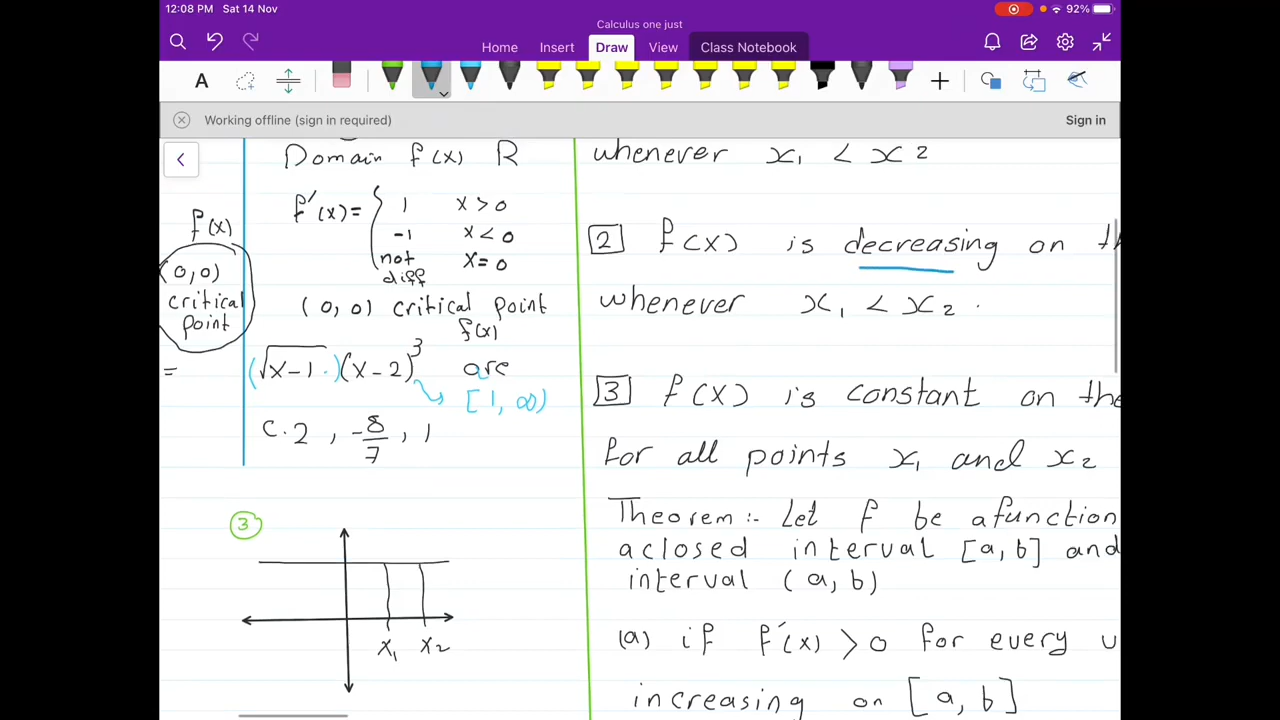 12:08 PM Sat 14 Nov
92%
Calculus one just
Home Insert Draw View Class Notebook
A
Working offline (sign in required)
Sign in
Domain f(x) R
f'(x) = { 1 x > 0
-1 x < 0
not diff x = 0
(0,0) critical point
f(x)
f(x)
(0,0)
critical
point
= (√x-1 .)(x-2)³ are
[1, ∞)
c. 2, -8/7, 1
3
x₁ x₂
whenever x₁ < x₂
2 f(x) is decreasing on th
whenever x₁ < x₂ .
3 f(x) is constant on the
for all points x₁ and x₂
Theorem :- Let f be afunction
aclosed interval [a, b] and
interval (a, b)
(a) if f'(x) > 0 for every v
increasing on [a, b]